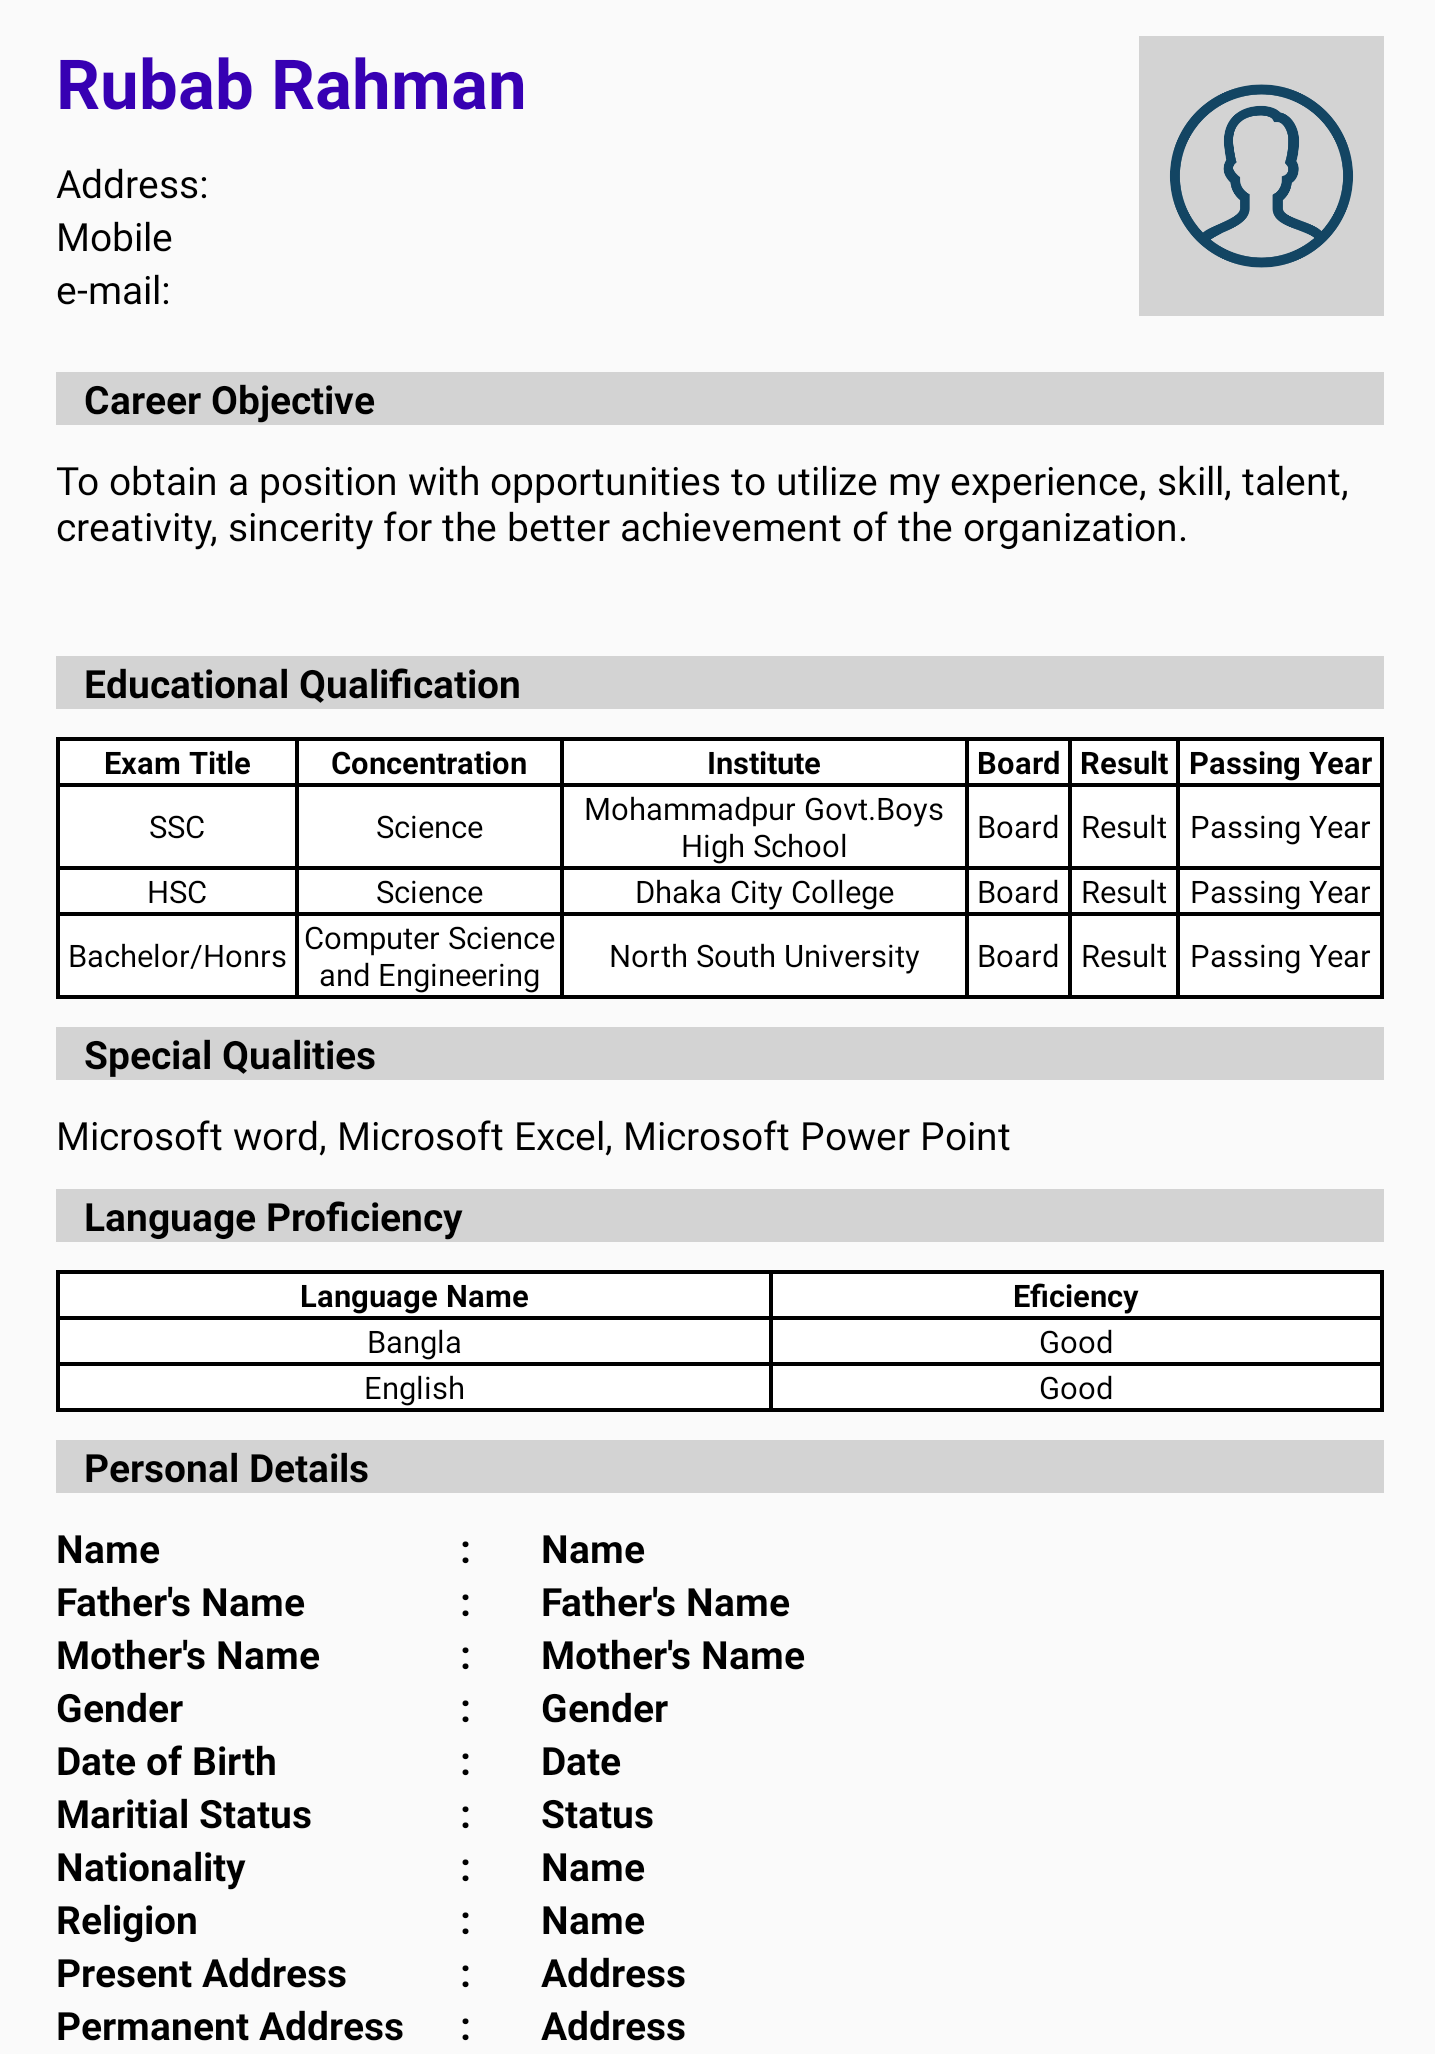 Rubab Rahman
Address:
Mobile
e-mail:
Career Objective
To obtain a position with opportunities to utilize my experience, skill, talent,
creativity, sincerity for the better achievement of the organization.
Educational Qualification
Exam Title Concentration Institute Board Result Passing Year
SSC Science Mohammadpur Govt.Boys High School Board Result Passing Year
HSC Science Dhaka City College Board Result Passing Year
Bachelor/Honrs Computer Science and Engineering North South University Board Result Passing Year
Special Qualities
Microsoft word, Microsoft Excel, Microsoft Power Point
Language Proficiency
Language Name Eficiency
Bangla Good
English Good
Personal Details
Name : Name
Father's Name : Father's Name
Mother's Name : Mother's Name
Gender : Gender
Date of Birth : Date
Maritial Status : Status
Nationality : Name
Religion : Name
Present Address : Address
Permanent Address : Address